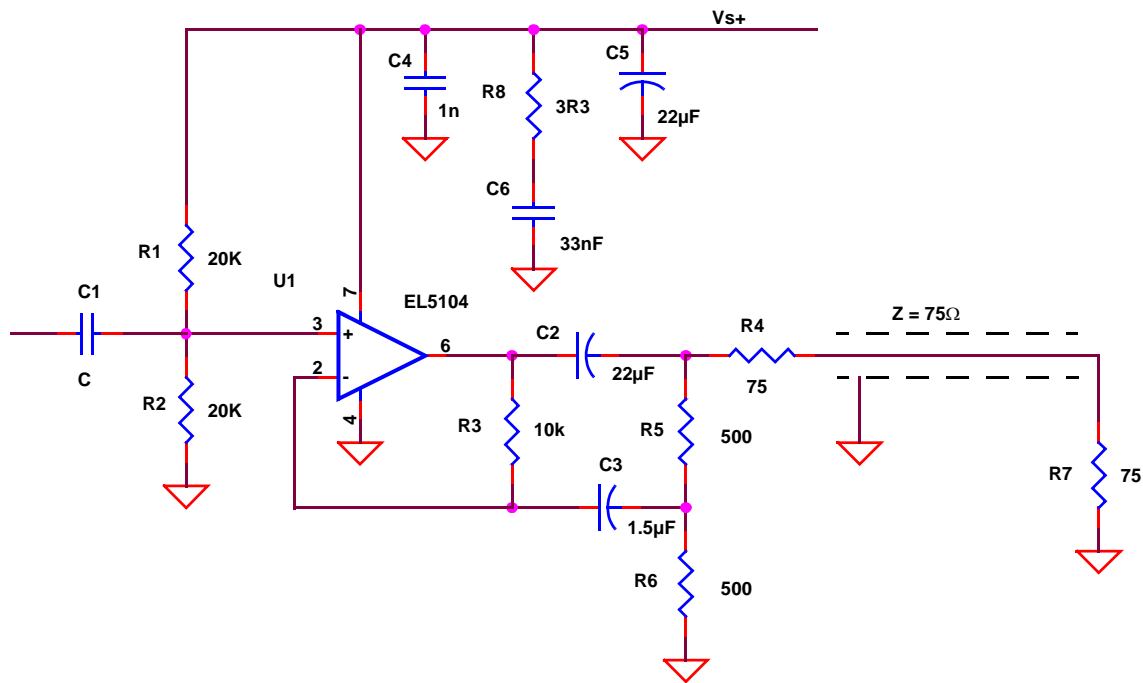 Vs+
C4
1n
R8
3R3
C5
22µF
C6
33nF
R1
20K
U1
7
EL5104
C1
C
3
+
2
-
6
4
R2
20K
C2
22µF
R4
75
Z = 75Ω
R3
10k
R5
500
C3
1.5µF
R7
75
R6
500